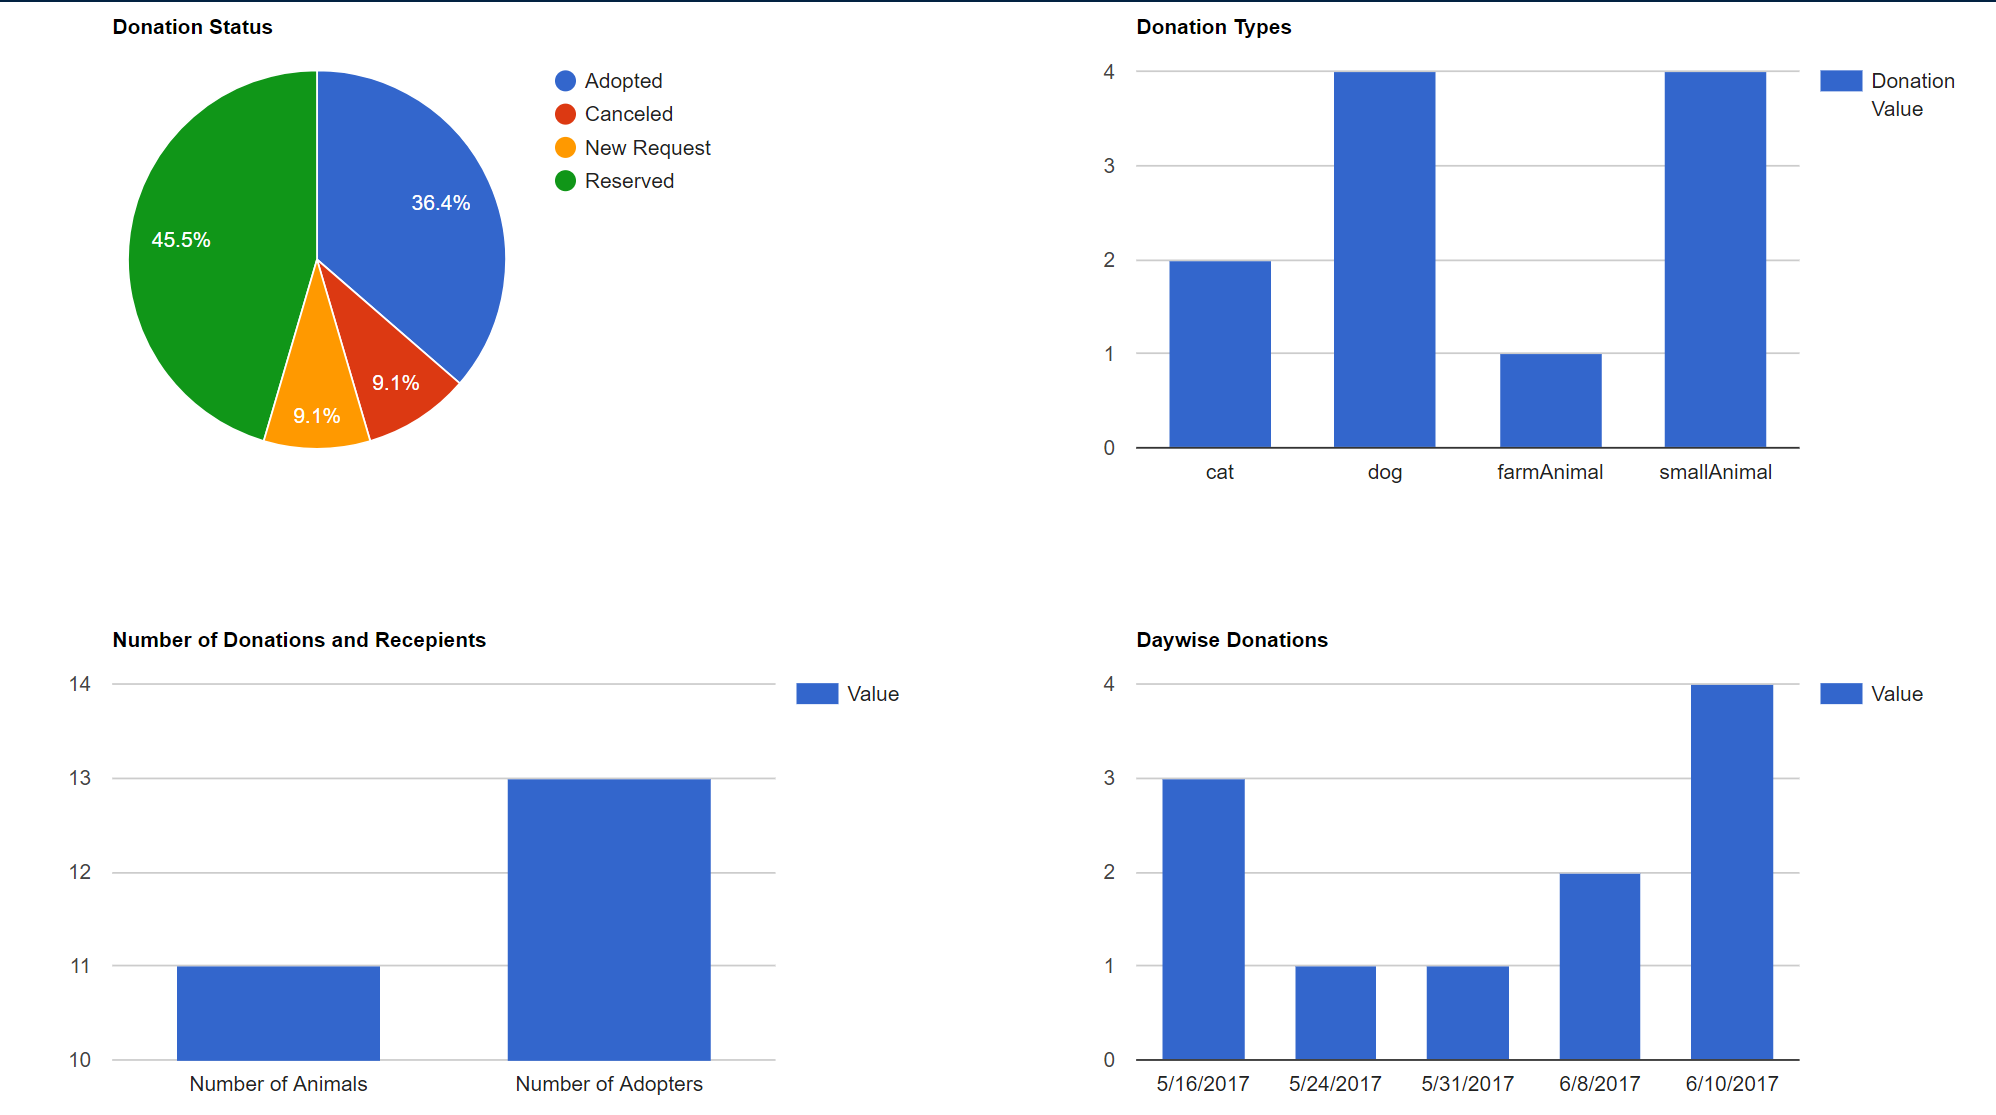 Donation Status
Adopted
Canceled
New Request
Reserved
36.4%
45.5%
9.1%
9.1%
Donation Types
4
3
2
1
0
cat dog farmAnimal smallAnimal
Donation
Value
Number of Donations and Recepients
14
13
12
11
10
Number of Animals Number of Adopters
Value
Daywise Donations
4
3
2
1
0
5/16/2017 5/24/2017 5/31/2017 6/8/2017 6/10/2017
Value